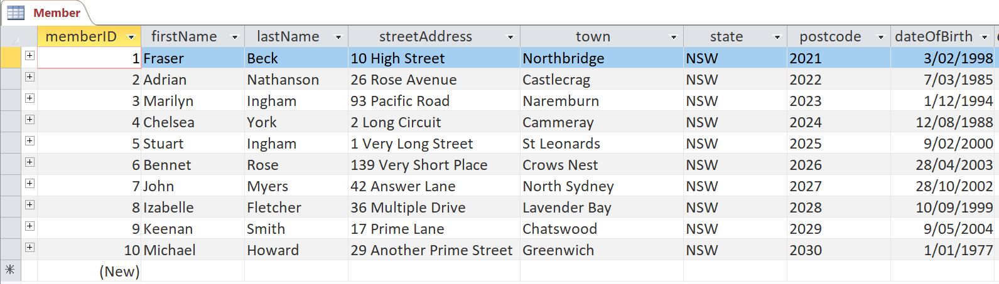 Member
memberID firstName lastName streetAddress town state postcode dateOfBirth
1 Fraser Beck 10 High Street Northbridge NSW 2021 3/02/1998
2 Adrian Nathanson 26 Rose Avenue Castlecrag NSW 2022 7/03/1985
3 Marilyn Ingham 93 Pacific Road Naremburn NSW 2023 1/12/1994
4 Chelsea York 2 Long Circuit Cammeray NSW 2024 12/08/1988
5 Stuart Ingham 1 Very Long Street St Leonards NSW 2025 9/02/2000
6 Bennet Rose 139 Very Short Place Crows Nest NSW 2026 28/04/2003
7 John Myers 42 Answer Lane North Sydney NSW 2027 28/10/2002
8 Izabelle Fletcher 36 Multiple Drive Lavender Bay NSW 2028 10/09/1999
9 Keenan Smith 17 Prime Lane Chatswood NSW 2029 9/05/2004
10 Michael Howard 29 Another Prime Street Greenwich NSW 2030 1/01/1977
(New)